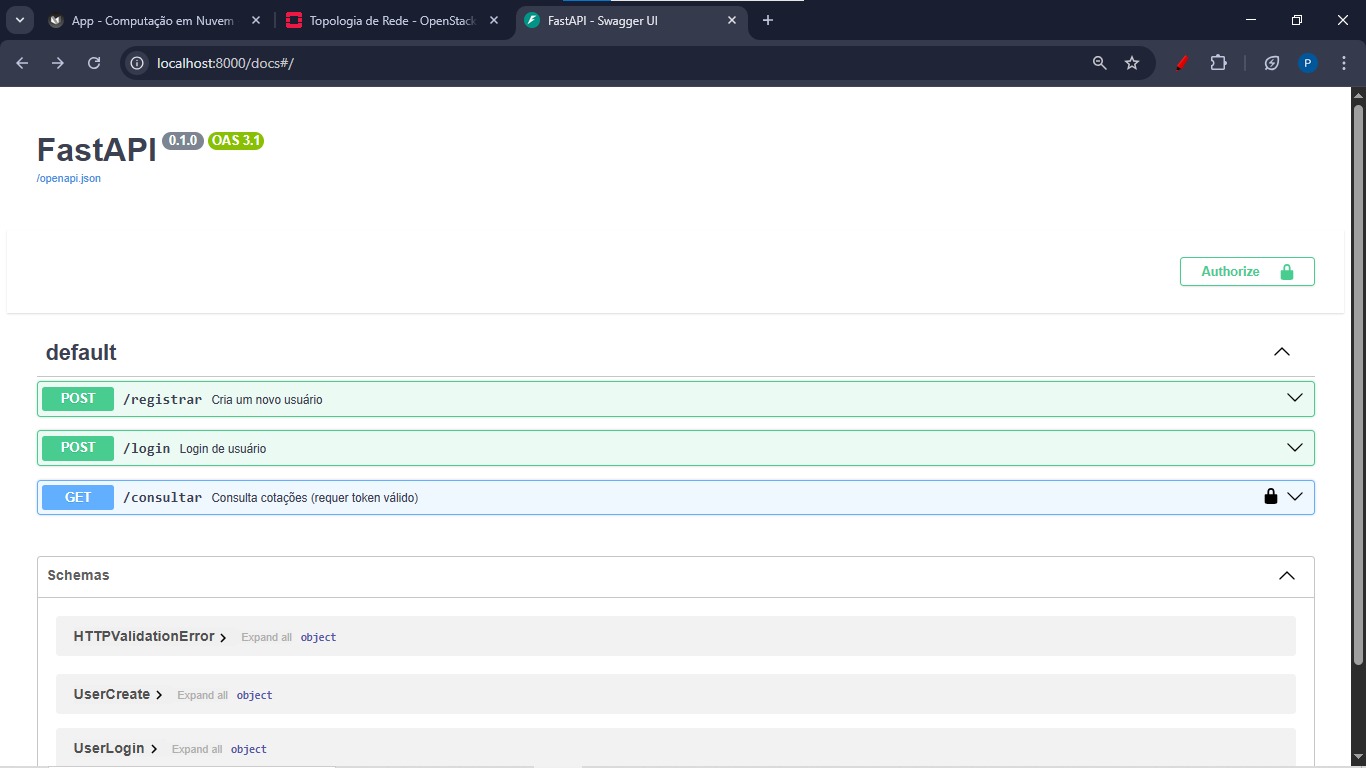 App - Computação em Nuvem
Topologia de Rede - OpenStack
FastAPI - Swagger UI
localhost:8000/docs#/
P
FastAPI 0.1.0 OAS 3.1
/openapi.json
Authorize
default
POST /registrar Cria um novo usuário
POST /login Login de usuário
GET /consultar Consulta cotações (requer token válido)
Schemas
HTTPValidationError Expand all object
UserCreate Expand all object
UserLogin Expand all object